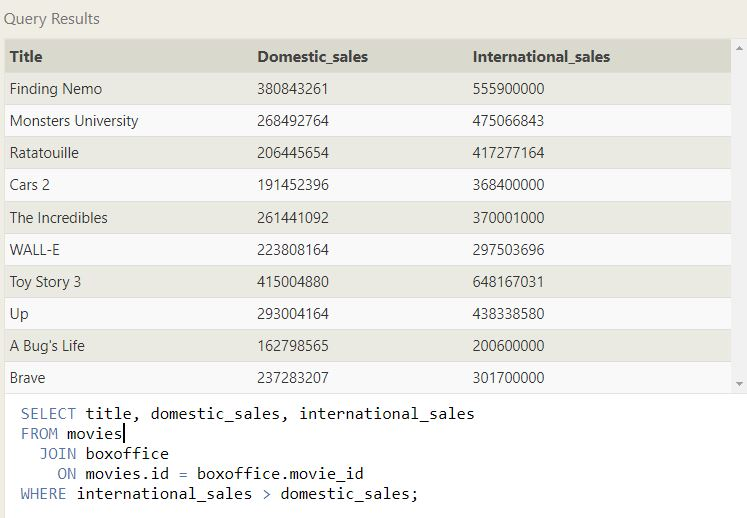 Query Results
Title Domestic_sales International_sales
Finding Nemo 380843261 555900000
Monsters University 268492764 475066843
Ratatouille 206445654 417277164
Cars 2 191452396 368400000
The Incredibles 261441092 370001000
WALL-E 223808164 297503696
Toy Story 3 415004880 648167031
Up 293004164 438338580
A Bug's Life 162798565 200600000
Brave 237283207 301700000
SELECT title, domestic_sales, international_sales
FROM movies
JOIN boxoffice
ON movies.id = boxoffice.movie_id
WHERE international_sales > domestic_sales;